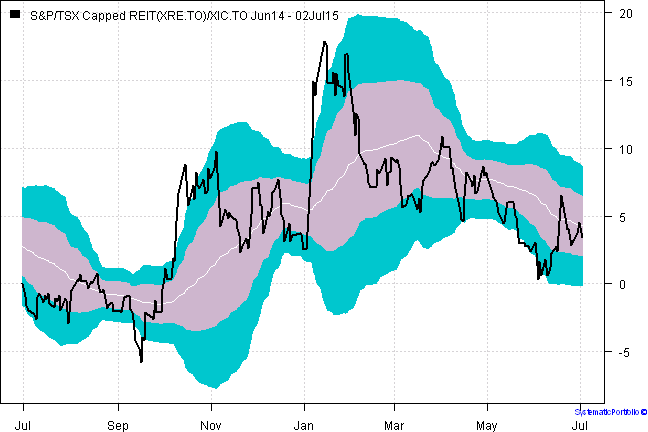 S&P/TSX Capped REIT(XRE.TO)/XIC.TO Jun14 - 02Jul15
20
15
10
5
0
-5
Jul Sep Nov Jan Mar May Jul
SystematicPortfolio ©